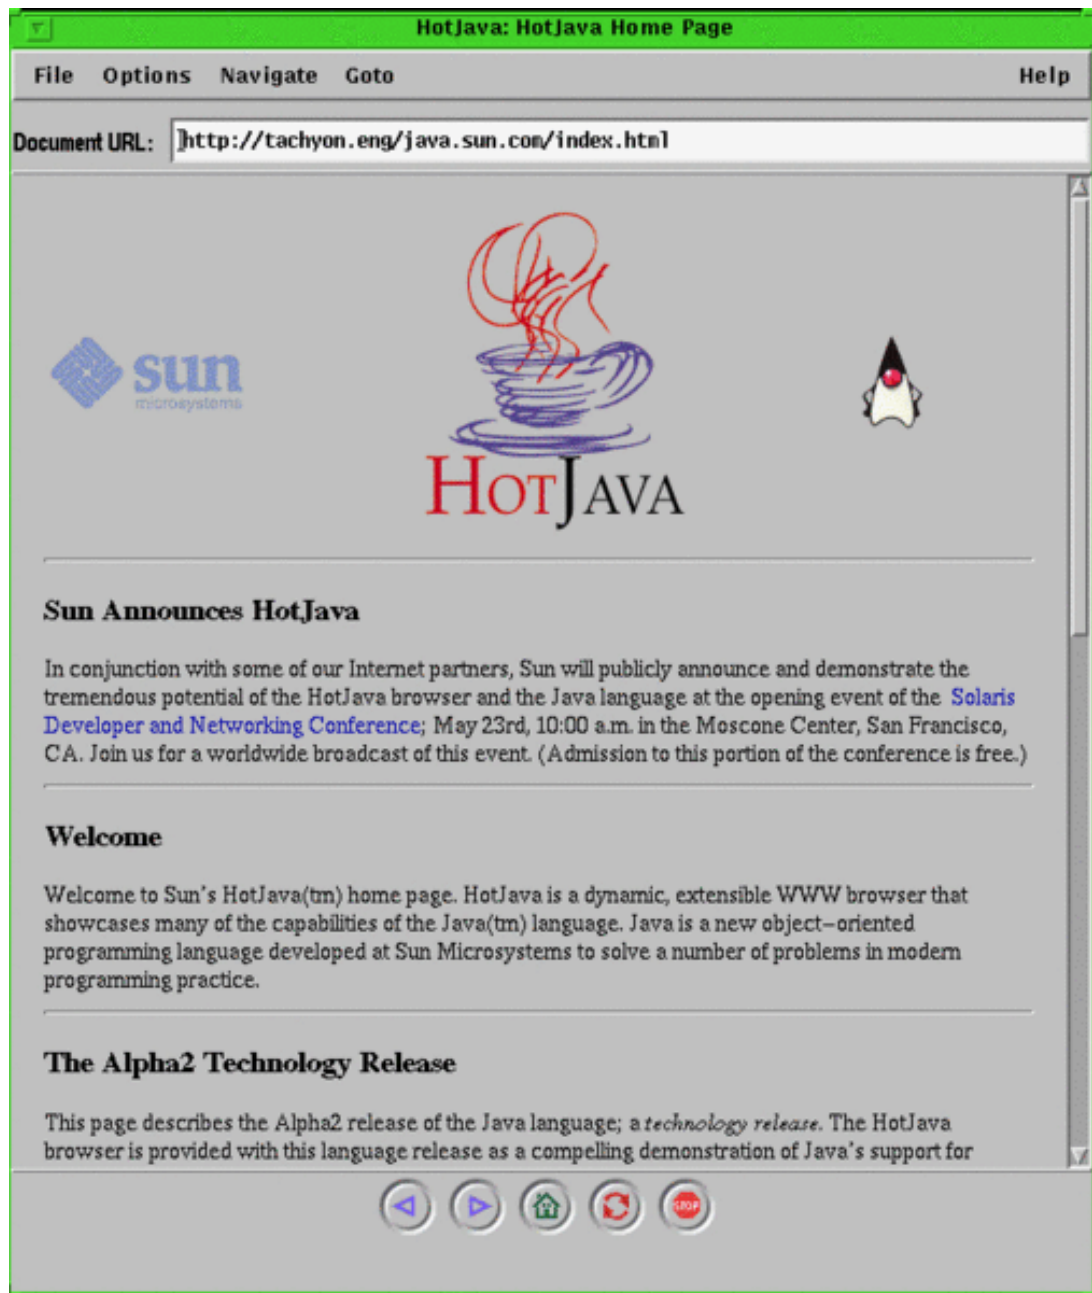 HotJava: HotJava Home Page
File Options Navigate Goto Help
Document URL: http://tachyon.eng/java.sun.com/index.html
sun
microsystems
HOTJAVA
Sun Announces HotJava
In conjunction with some of our Internet partners, Sun will publicly announce and demonstrate the
tremendous potential of the HotJava browser and the Java language at the opening event of the Solaris
Developer and Networking Conference; May 23rd, 10:00 a.m. in the Moscone Center, San Francisco,
CA. Join us for a worldwide broadcast of this event. (Admission to this portion of the conference is free.)
Welcome
Welcome to Sun's HotJava(tm) home page. HotJava is a dynamic, extensible WWW browser that
showcases many of the capabilities of the Java(tm) language. Java is a new object-oriented
programming language developed at Sun Microsystems to solve a number of problems in modern
programming practice.
The Alpha2 Technology Release
This page describes the Alpha2 release of the Java language; a technology release. The HotJava
browser is provided with this language release as a compelling demonstration of Java's support for
STOP